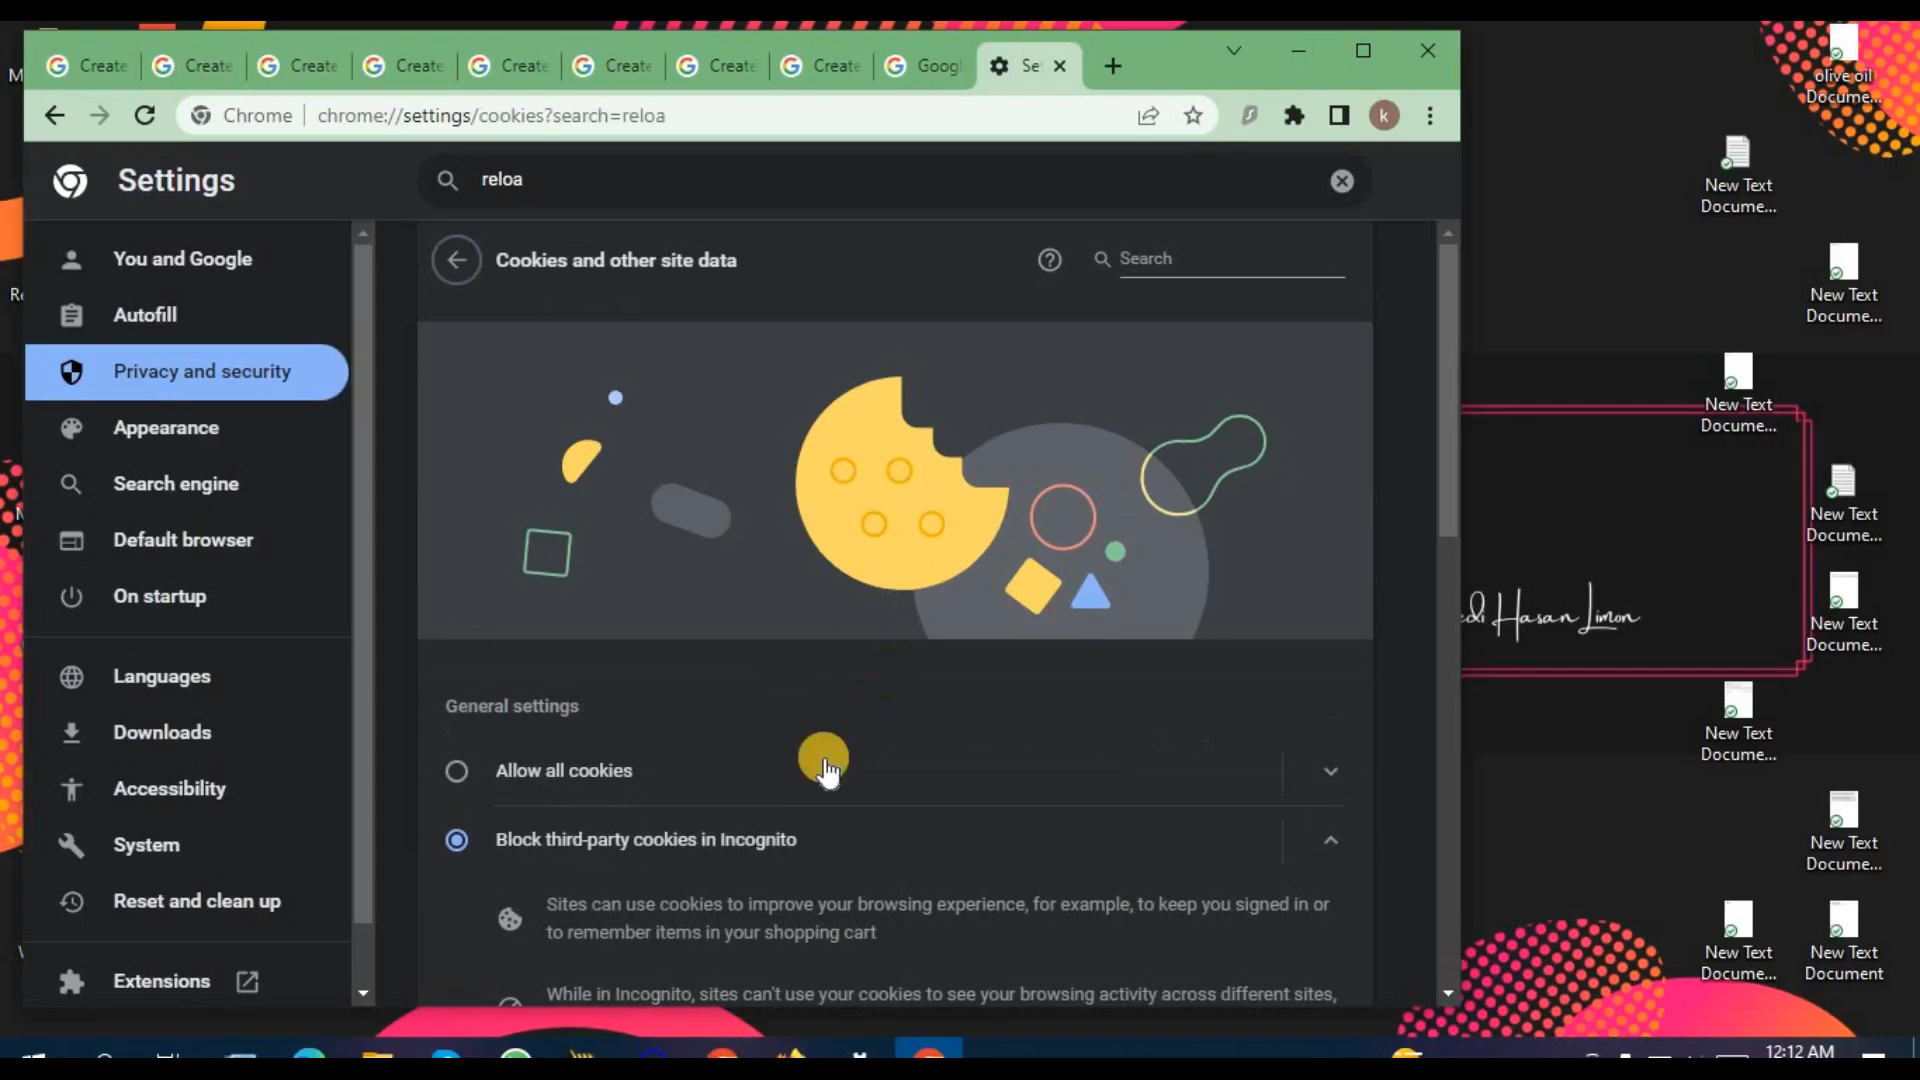 Create
Create
Create
Create
Create
Create
Create
Create
Googl
Se
Chrome
chrome://settings/cookies?search=reloa
k
Settings
reloa
You and Google
Autofill
Privacy and security
Appearance
Search engine
Default browser
On startup
Languages
Downloads
Accessibility
System
Reset and clean up
Extensions
Cookies and other site data
Search
General settings
Allow all cookies
Block third-party cookies in Incognito
Sites can use cookies to improve your browsing experience, for example, to keep you signed in or
to remember items in your shopping cart
While in Incognito, sites can't use your cookies to see your browsing activity across different sites,
olive oil
Docume...
New Text
Docume...
New Text
Docume...
New Text
Docume...
New Text
Docume...
edi Hasan Limon
New Text
Docume...
New Text
Docume...
New Text
Docume...
New Text
Docume...
New Text
Document
12:12 AM